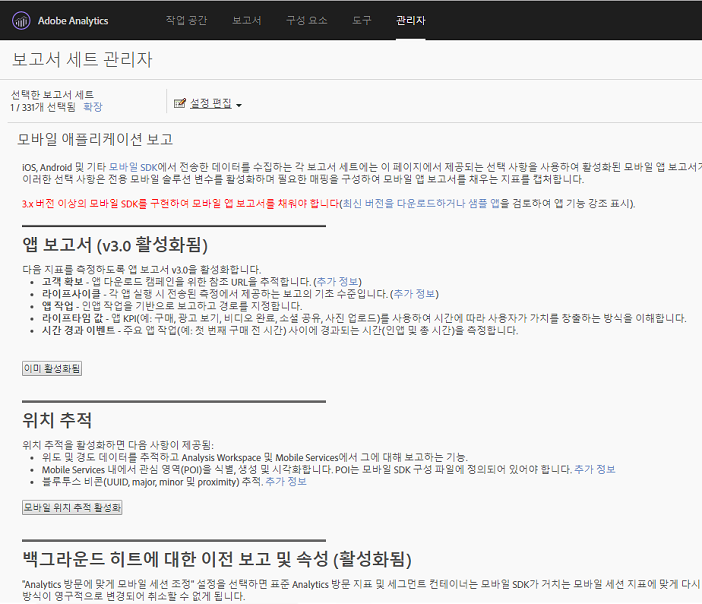 Adobe Analytics 작업 공간 보고서 구성 요소 도구 관리자
보고서 세트 관리자
선택한 보고서 세트
1 / 331개 선택됨 확장
설정 편집
모바일 애플리케이션 보고
iOS, Android 및 기타 모바일 SDK에서 전송한 데이터를 수집하는 각 보고서 세트에는 이 페이지에서 제공되는 선택 사항을 사용하여 활성화된 모바일 앱 보고서가
이러한 선택 사항은 전용 모바일 솔루션 변수를 활성화하며 필요한 매핑을 구성하여 모바일 앱 보고서를 채우는 지표를 캡처합니다.
3.x 버전 이상의 모바일 SDK를 구현하여 모바일 앱 보고서를 채워야 합니다(최신 버전을 다운로드하거나 샘플 앱을 검토하여 앱 기능 강조 표시).
앱 보고서 (v3.0 활성화됨)
다음 지표를 측정하도록 앱 보고서 v3.0을 활성화합니다.
• 고객 확보 - 앱 다운로드 캠페인을 위한 참조 URL을 추적합니다. (추가 정보)
• 라이프사이클 - 각 앱 실행 시 전송된 측정에서 제공하는 보고의 기초 수준입니다. (추가 정보)
• 앱 작업 - 인앱 작업을 기반으로 보고하고 경로를 지정합니다.
• 라이프타임 값 - 앱 KPI(예: 구매, 광고 보기, 비디오 완료, 소셜 공유, 사진 업로드)를 사용하여 시간에 따라 사용자가 가치를 창출하는 방식을 이해합니다.
• 시간 경과 이벤트 - 주요 앱 작업(예: 첫 번째 구매 전 시간) 사이에 경과되는 시간(인앱 및 총 시간)을 측정합니다.
이미 활성화됨
위치 추적
위치 추적을 활성화하면 다음 사항이 제공됨:
• 위도 및 경도 데이터를 추적하고 Analysis Workspace 및 Mobile Services에서 그에 대해 보고하는 기능.
• Mobile Services 내에서 관심 영역(POI)을 식별, 생성 및 시각화합니다. POI는 모바일 SDK 구성 파일에 정의되어 있어야 합니다. 추가 정보
• 블루투스 비콘(UUID, major, minor 및 proximity) 추적. 추가 정보
모바일 위치 추적 활성화
백그라운드 히트에 대한 이전 보고 및 속성 (활성화됨)
"Analytics 방문에 맞게 모바일 세션 조정" 설정을 선택하면 표준 Analytics 방문 지표 및 세그먼트 컨테이너는 모바일 SDK가 거치는 모바일 세션 지표에 맞게 다시
방식이 영구적으로 변경되어 취소할 수 없게 됩니다.